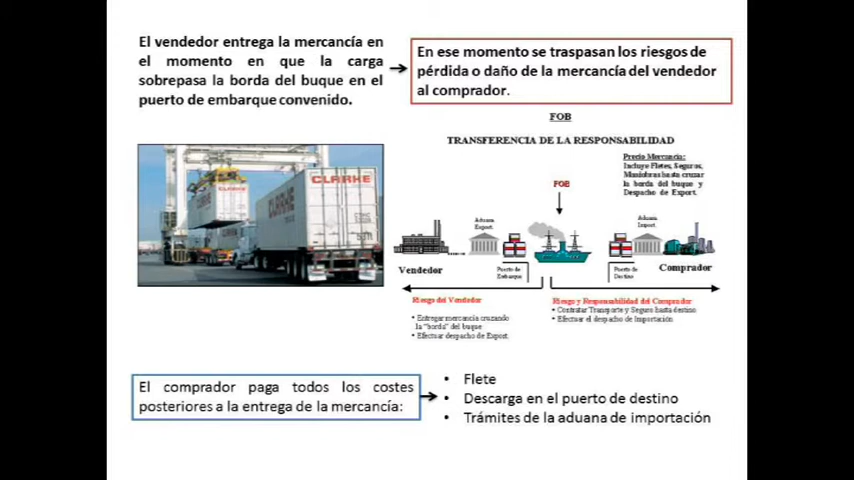 El vendedor entrega la mercancía en
el momento en que la carga
sobrepasa la borda del buque en el
puerto de embarque convenido.
En ese momento se traspasan los riesgos de
pérdida o daño de la mercancía del vendedor
al comprador.
FOB
TRANSFERENCIA DE LA RESPONSABILIDAD
Precio Mercancía:
Incluye Fletes, Seguros,
Maniobras hasta cruzar
la borda del buque y
Despacho de Export.
FOB
Aduana
Export.
Aduana
Import.
Vendedor
Puerto de
Embarque
Puerto de
Destino
Comprador
Riesgo del Vendedor
• Entregar mercancía cruzando
la "borda" del buque
• Efectuar despacho de Export.
Riesgo y Responsabilidad del Comprador
• Contratar Transporte y Seguro hasta destino
• Efectuar el despacho de Importación
CLARKE
CLARKE
CLARKE
El comprador paga todos los costes
posteriores a la entrega de la mercancía:
• Flete
• Descarga en el puerto de destino
• Trámites de la aduana de importación